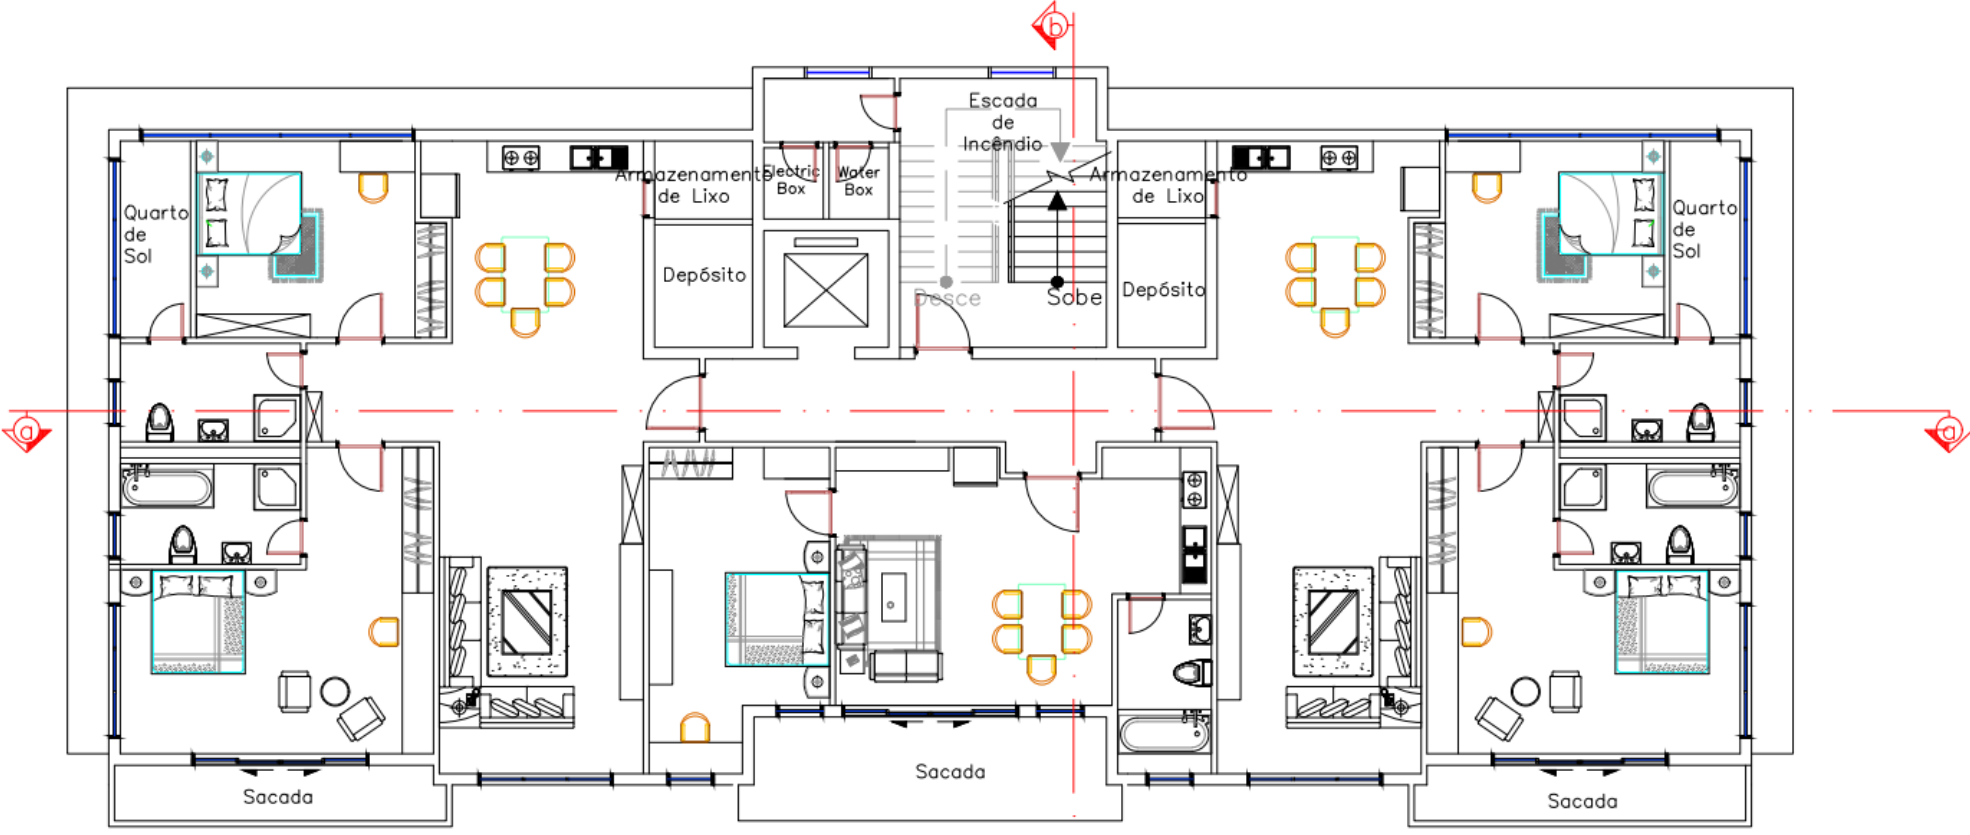 b
Escada
de
Incêndio
Armazenamento
de Lixo
Electric
Box
Water
Box
Armazenamento
de Lixo
Quarto
de
Sol
Quarto
de
Sol
Depósito
Desce
Sobe
Depósito
a
a
Sacada
Sacada
Sacada